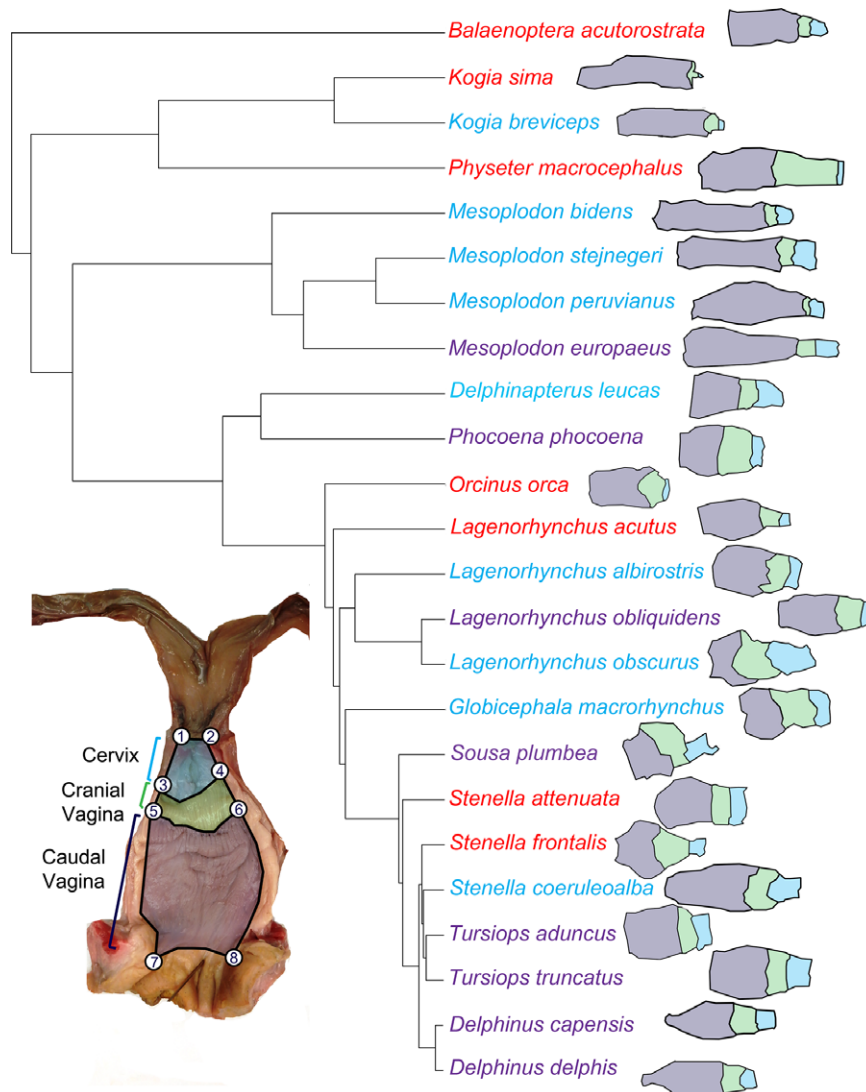 Balaenoptera acutorostrata
Kogia sima
Kogia breviceps
Physeter macrocephalus
Mesoplodon bidens
Mesoplodon stejnegeri
Mesoplodon peruvianus
Mesoplodon europaeus
Delphinapterus leucas
Phocoena phocoena
Orcinus orca
Lagenorhynchus acutus
Lagenorhynchus albirostris
Lagenorhynchus obliquidens
Lagenorhynchus obscurus
Globicephala macrorhynchus
Sousa plumbea
Stenella attenuata
Stenella frontalis
Stenella coeruleoalba
Tursiops aduncus
Tursiops truncatus
Delphinus capensis
Delphinus delphis
1 2
Cervix
3 4
Cranial
Vagina
5 6
Caudal
Vagina
7 8